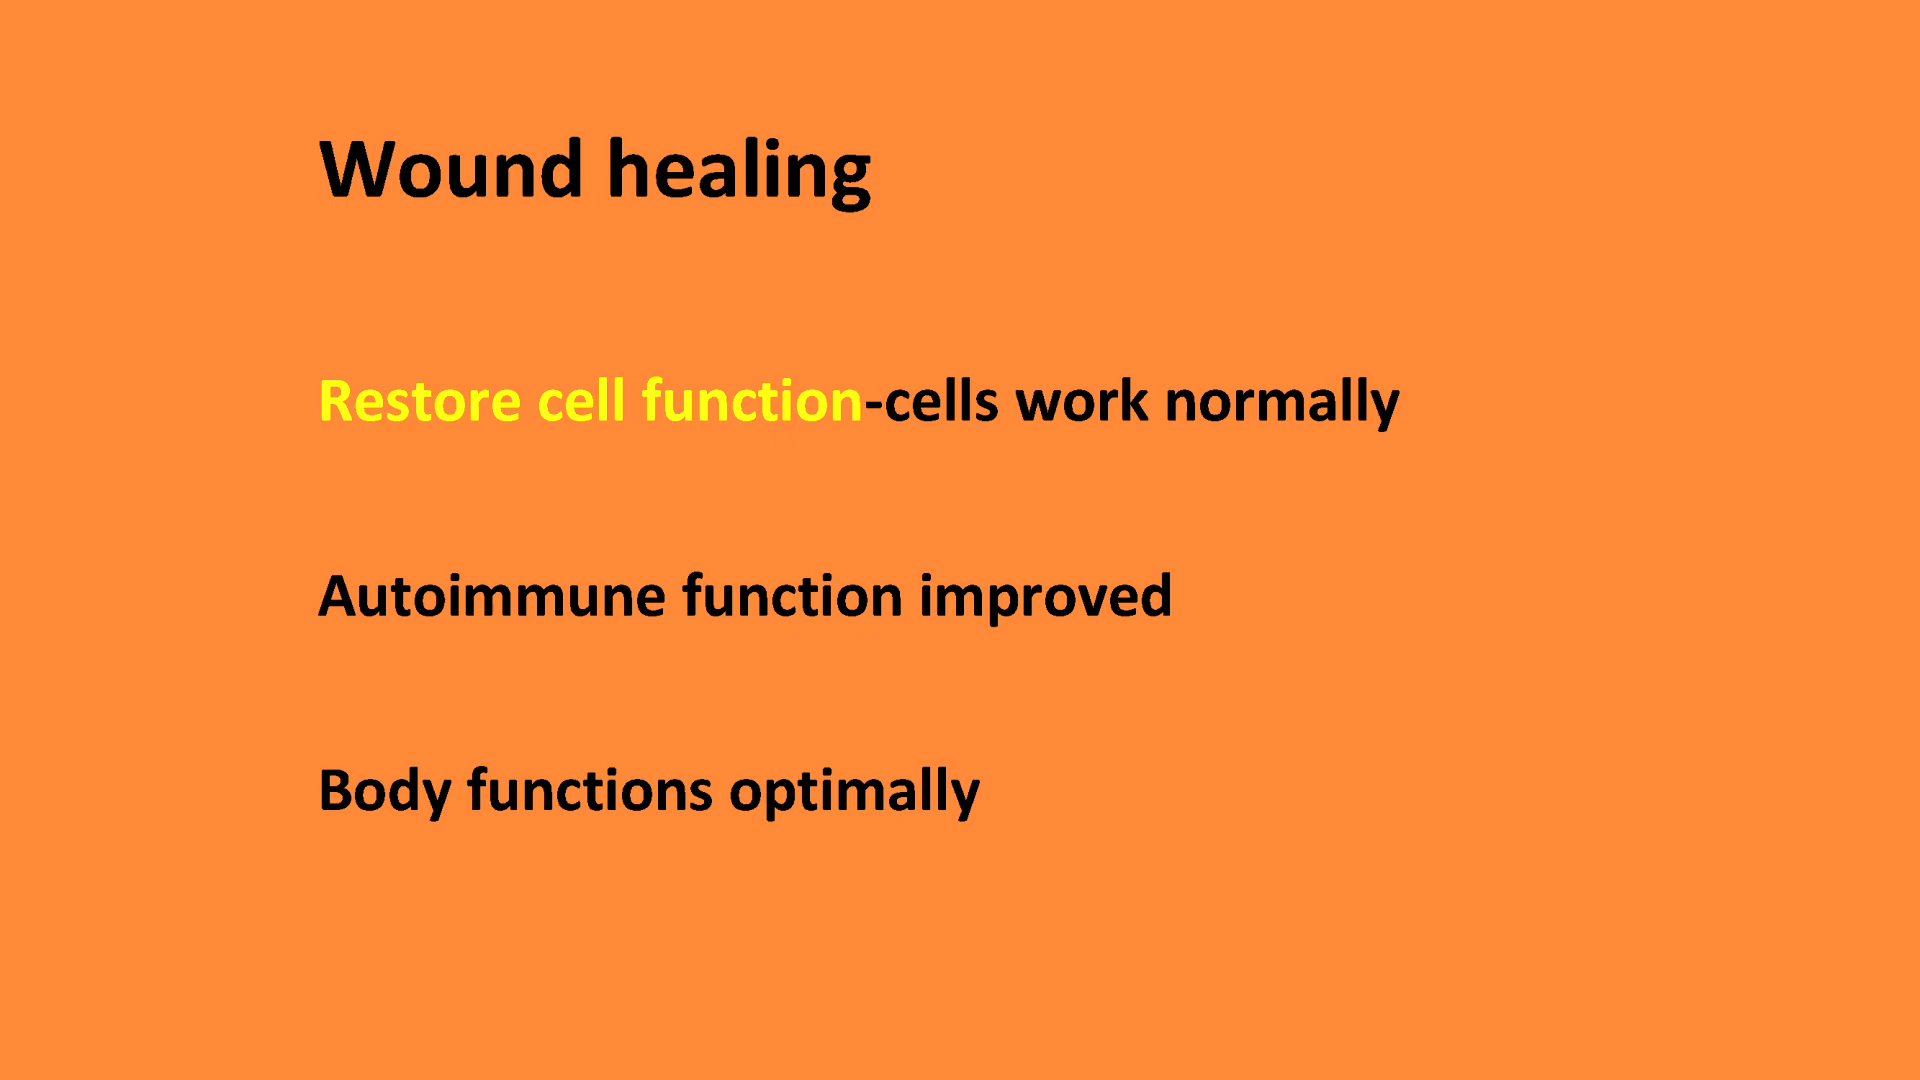 Wound healing
Restore cell function-cells work normally
Autoimmune function improved
Body functions optimally